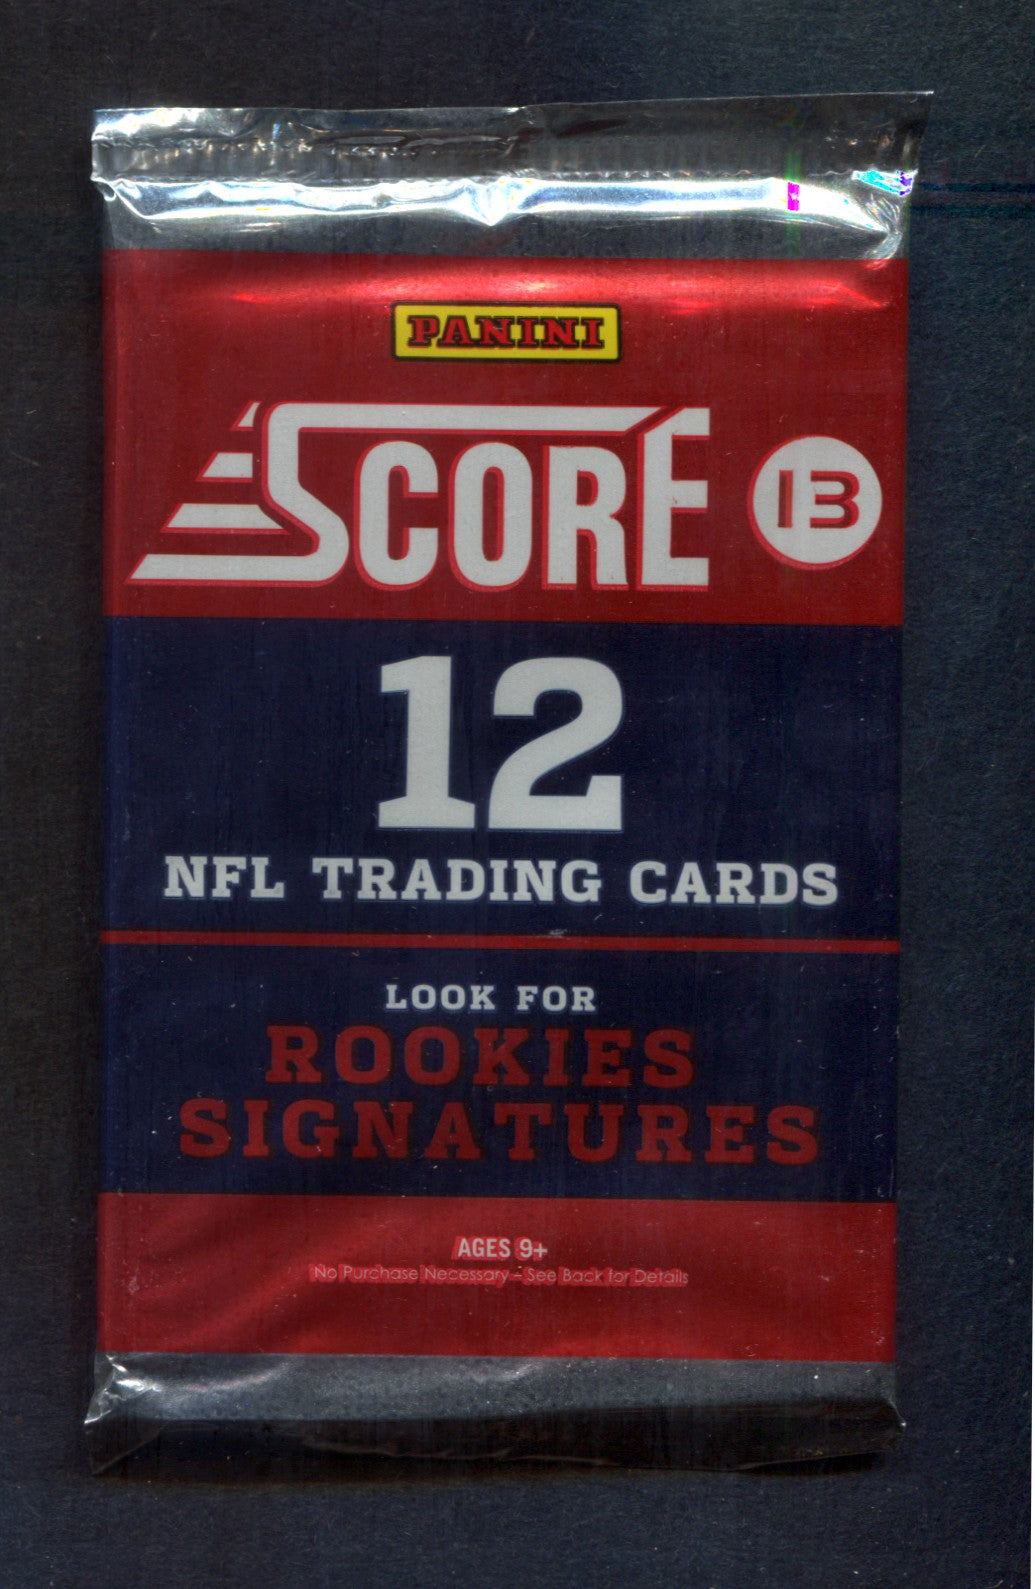 PANINI
SCORE 13
12
NFL TRADING CARDS
LOOK FOR
ROOKIES
SIGNATURES
AGES 9+
No Purchase Necessary – See Back for Details